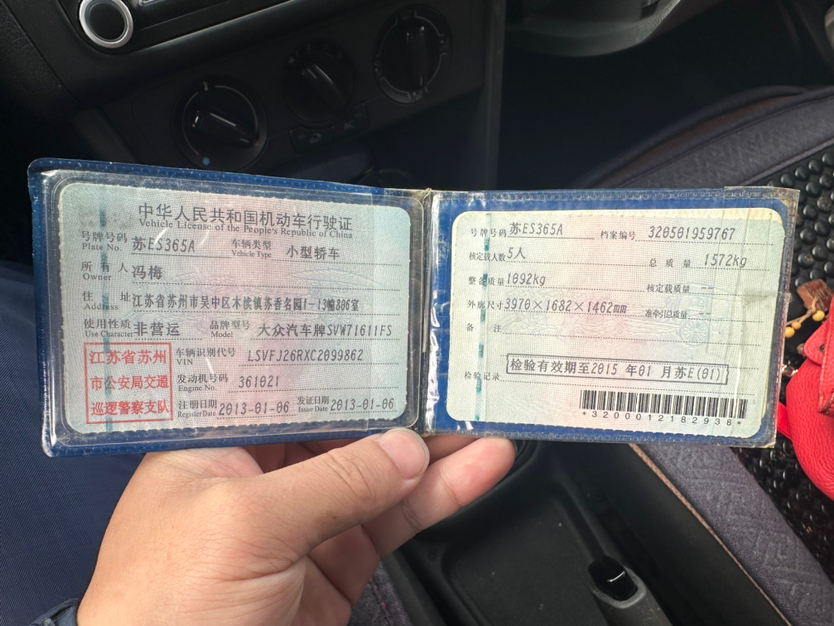 中华人民共和国机动车行驶证
Vehicle License of the People's Republic of China
号牌号码 苏ES365A 车辆类型 小型轿车
Plate No. Vehicle Type
所有人 冯梅
Owner
住址 江苏省苏州市吴中区木渎镇苏香名园1-13幢806室
Address
使用性质 非营运 品牌型号 大众汽车牌SVW71611FS
Use Character Model
江苏省苏州
市公安局交通
巡逻警察支队
车辆识别代号 LSVFJ26RXC2099862
VIN
发动机号码 361021
Engine No.
注册日期 2013-01-06 发证日期 2013-01-06
Register Date Issue Date
号牌号码 苏ES365A 档案编号 320501959767
核定载人数 5人 总质量 1572kg
整备质量 1092kg 核定载质量 --
外廓尺寸 3970×1682×1462mm 准牵引总质量 --
备注
检验记录 检验有效期至2015 年01 月苏E(01)
*3200012182938*